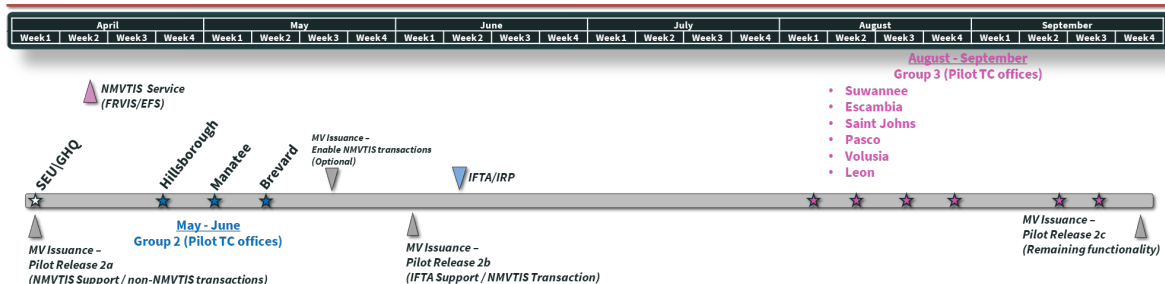 April May June July August September
Week1 Week2 Week3 Week4 Week1 Week2 Week3 Week4 Week1 Week2 Week3 Week4 Week1 Week2 Week3 Week4 Week1 Week2 Week3 Week4 Week1 Week2 Week3 Week4
August - September
Group 3 (Pilot TC offices)
• Suwannee
• Escambia
• Saint Johns
• Pasco
• Volusia
• Leon
NMVTIS Service
(FRVIS/EFS)
SEU\GHQ
Hillsborough
Manatee
Brevard
MV Issuance –
Enable NMVTIS transactions
(Optional)
IFTA/IRP
May - June
Group 2 (Pilot TC offices)
MV Issuance –
Pilot Release 2a
(NMVTIS Support / non-NMVTIS transactions)
MV Issuance –
Pilot Release 2b
(IFTA Support / NMVTIS Transaction)
MV Issuance –
Pilot Release 2c
(Remaining functionality)